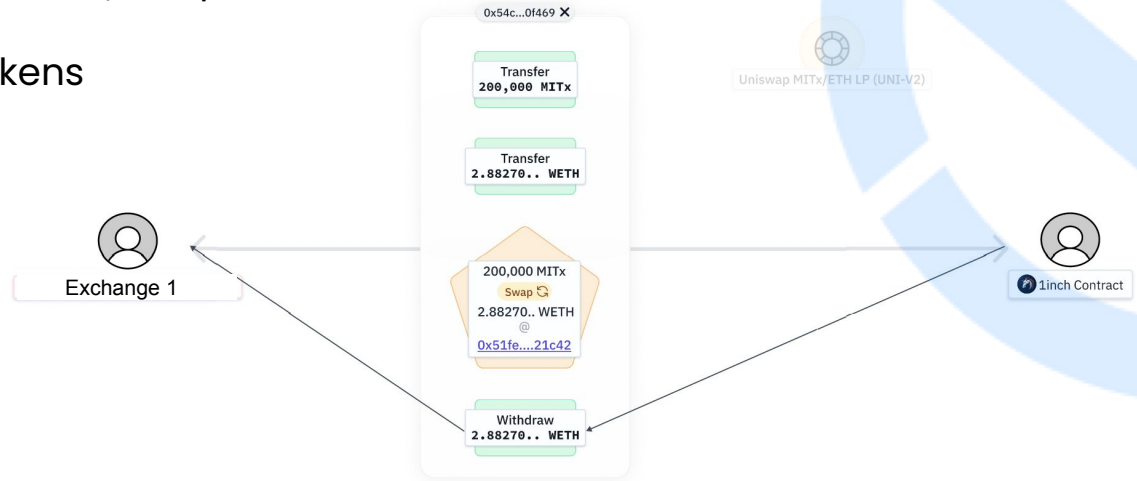 0x54c...0f469 X
kens
Transfer
200,000 MITx
Uniswap MITx/ETH LP (UNI-V2)
Transfer
2.88270.. WETH
Exchange 1
200,000 MITx
Swap
2.88270.. WETH
@
0x51fe....21c42
1inch Contract
Withdraw
2.88270.. WETH